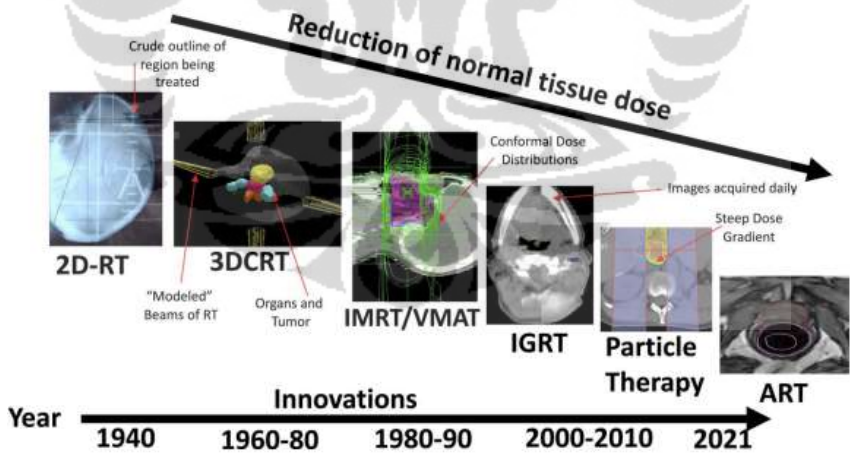 Reduction of normal tissue dose
Crude outline of
region being
treated
Conformal Dose
Distributions
Images acquired daily
Steep Dose
Gradient
2D-RT
3DCRT
"Modeled"
Beams of RT
Organs and
Tumor
IMRT/VMAT
IGRT
Particle
Therapy
ART
Innovations
Year
1940
1960-80
1980-90
2000-2010
2021